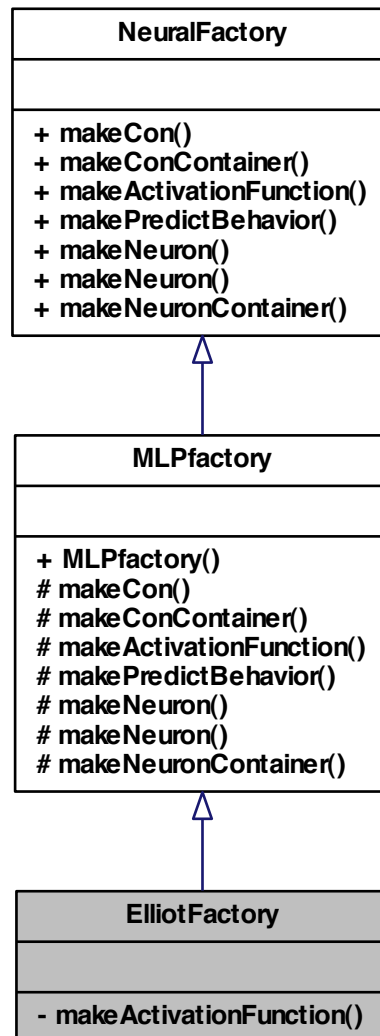 NeuralFactory
+ makeCon()
+ makeConContainer()
+ makeActivationFunction()
+ makePredictBehavior()
+ makeNeuron()
+ makeNeuron()
+ makeNeuronContainer()
MLPfactory
+ MLPfactory()
# makeCon()
# makeConContainer()
# makeActivationFunction()
# makePredictBehavior()
# makeNeuron()
# makeNeuron()
# makeNeuronContainer()
ElliotFactory
- makeActivationFunction()